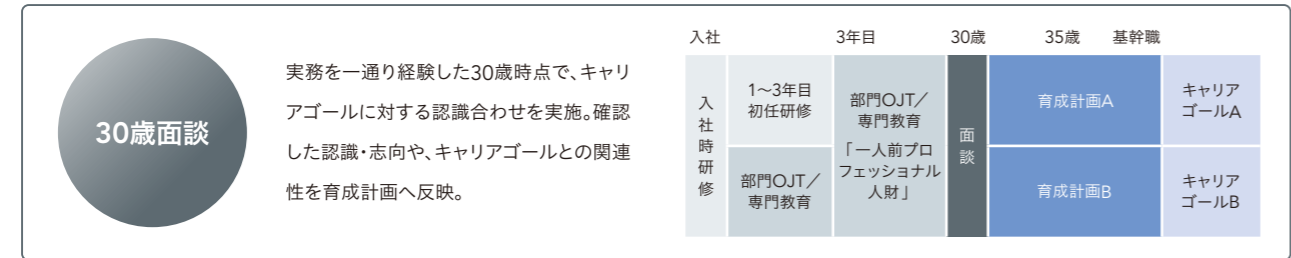 30歳面談
実務を一通り経験した30歳時点で、キャリ
アゴールに対する認識合わせを実施。確認
した認識・志向や、キャリアゴールとの関連
性を育成計画へ反映。
入社 3年目 30歳 35歳 基幹職
入社時研修
1〜3年目
初任研修
部門OJT／
専門教育
部門OJT／
専門教育
「一人前プロ
フェッショナル
人財」
面談
育成計画A
育成計画B
キャリア
ゴールA
キャリア
ゴールB